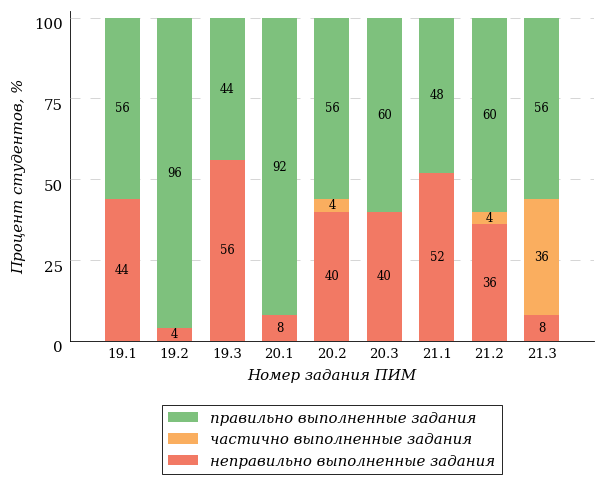 100
75
50
25
0
Процент студентов, %
56 96 44 92 56 60 48 60 56
4 4 36
44 4 56 8 40 40 52 36 8
19.1 19.2 19.3 20.1 20.2 20.3 21.1 21.2 21.3
Номер задания ПИМ
правильно выполненные задания
частично выполненные задания
неправильно выполненные задания